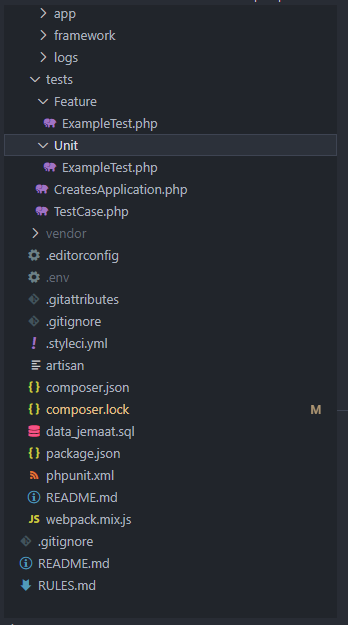 app
framework
logs
tests
Feature
ExampleTest.php
Unit
ExampleTest.php
CreatesApplication.php
TestCase.php
vendor
.editorconfig
.env
.gitattributes
.gitignore
! .styleci.yml
artisan
{} composer.json
{} composer.lock M
data_jemaat.sql
{} package.json
phpunit.xml
README.md
JS webpack.mix.js
.gitignore
README.md
RULES.md